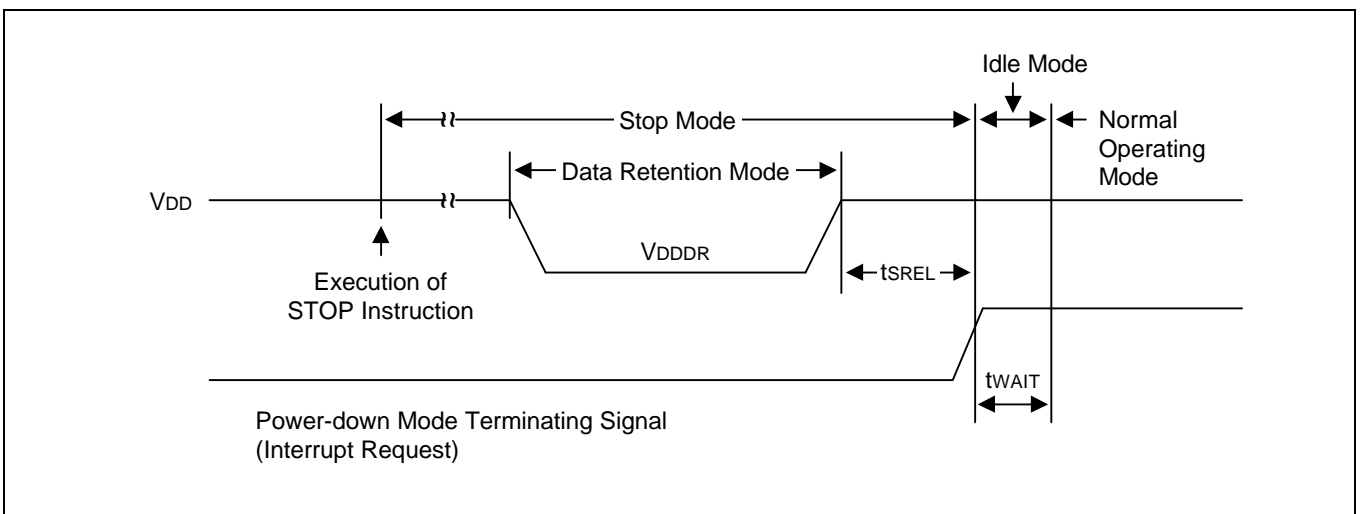 Idle Mode
Stop Mode
Normal
Operating
Mode
Data Retention Mode
VDD
VDDDR
tSREL
Execution of
STOP Instruction
tWAIT
Power-down Mode Terminating Signal
(Interrupt Request)